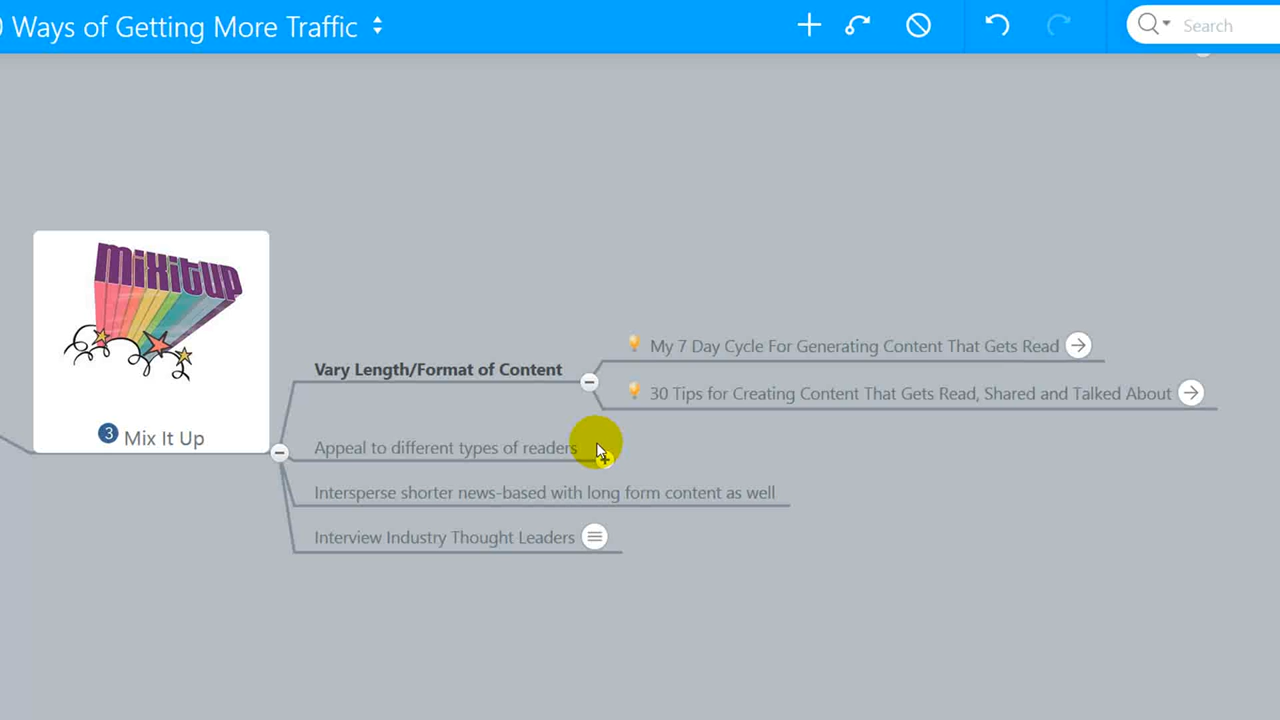 0 Ways of Getting More Traffic
Search
mixitup
3 Mix It Up
Vary Length/Format of Content
My 7 Day Cycle For Generating Content That Gets Read
30 Tips for Creating Content That Gets Read, Shared and Talked About
Appeal to different types of readers
Intersperse shorter news-based with long form content as well
Interview Industry Thought Leaders